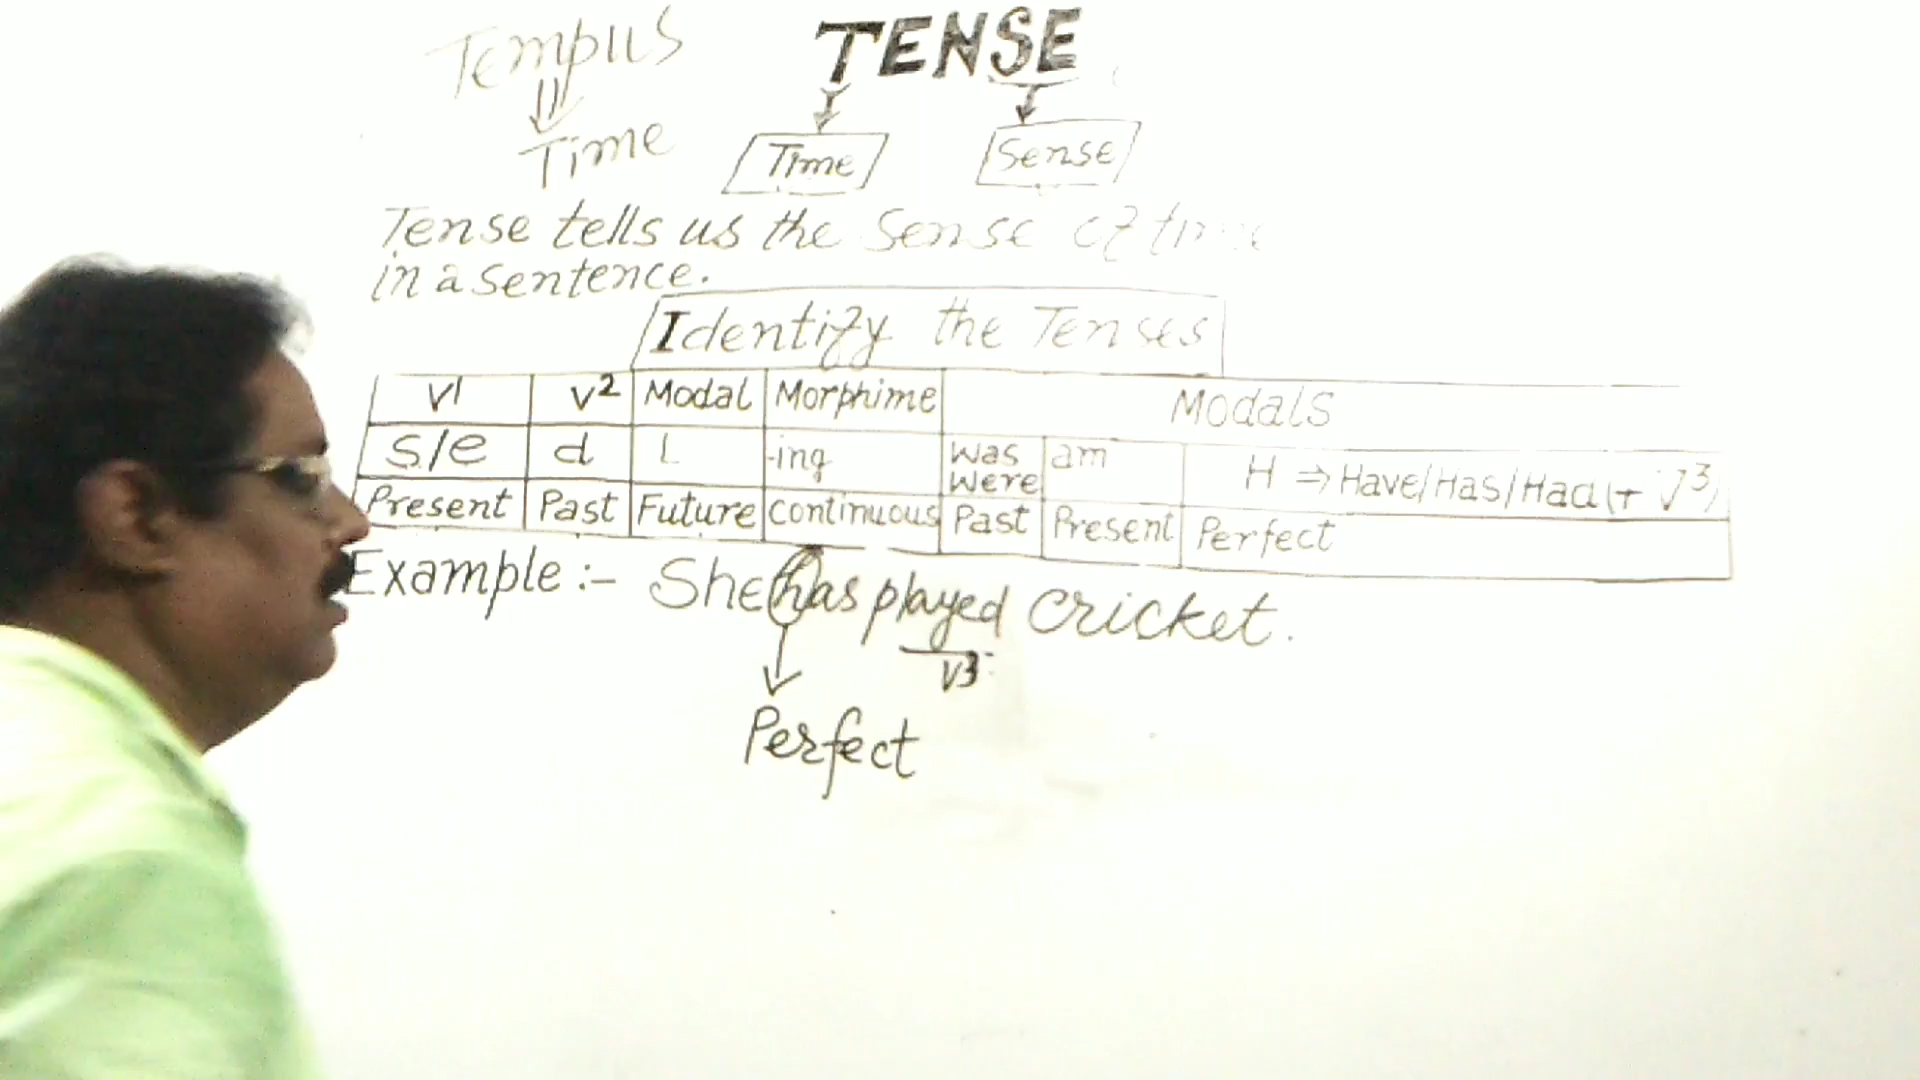 Tempus TENSE
Time Time Sense
Tense tells us the Sense of time
in a sentence.
Identify the Tenses
V1 V2 Modal Morphime Modals
S/e d L -ing Was Were am H ⇒ Have/Has/Had (+ V3)
Present Past Future continuous Past Present Perfect
Example :- She has played cricket.
V3
Perfect